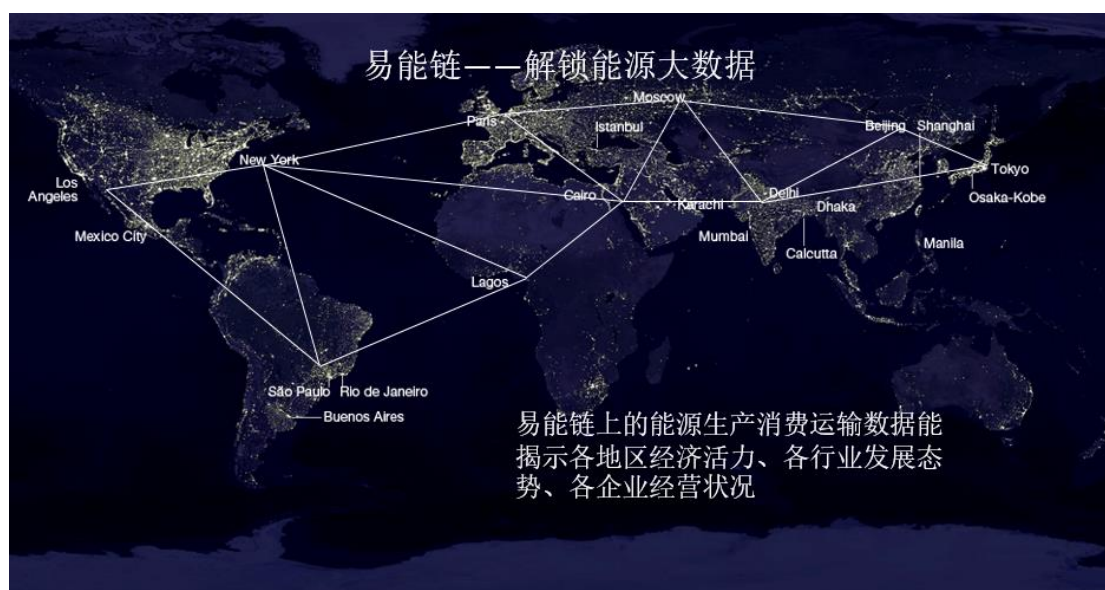 易能链——解锁能源大数据
Moscow
Paris
Istanbul
Beijing
Shanghai
New York
Tokyo
Los
Angeles
Cairo
Karachi
Delhi
Osaka-Kobe
Dhaka
Mexico City
Mumbai
Calcutta
Manila
Lagos
São Paulo
Rio de Janeiro
Buenos Aires
易能链上的能源生产消费运输数据能
揭示各地区经济活力、各行业发展态
势、各企业经营状况